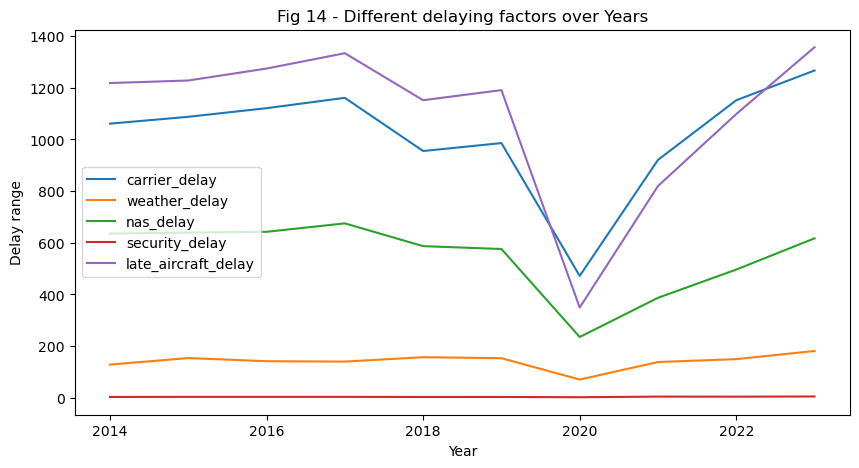 Fig 14 - Different delaying factors over Years
1400
1200
1000
800
600
400
200
0
Delay range
carrier_delay
weather_delay
nas_delay
security_delay
late_aircraft_delay
2014
2016
2018
2020
2022
Year